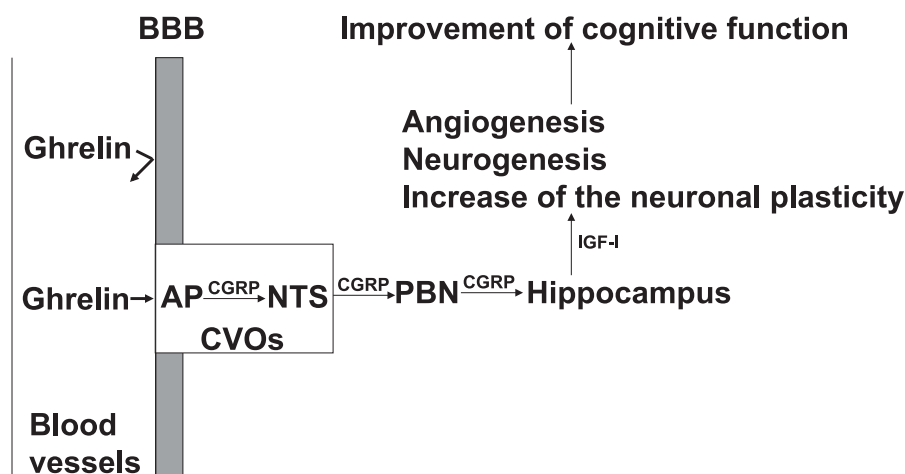 BBB
Improvement of cognitive function
Angiogenesis
Neurogenesis
Increase of the neuronal plasticity
Ghrelin
IGF-I
Ghrelin AP CGRP NTS CGRP PBN CGRP Hippocampus
CVOs
Blood
vessels